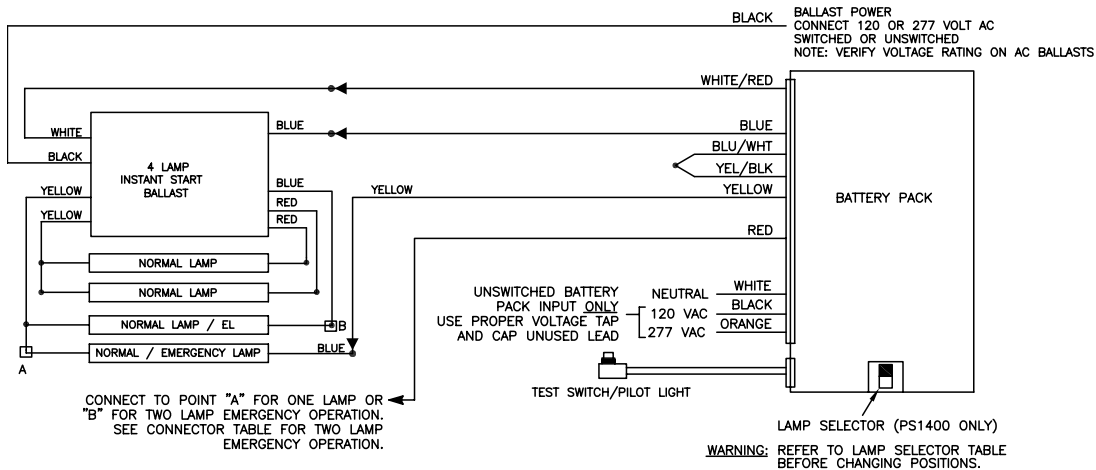 BLACK
BALLAST POWER
CONNECT 120 OR 277 VOLT AC
SWITCHED OR UNSWITCHED
NOTE: VERIFY VOLTAGE RATING ON AC BALLASTS
WHITE/RED
WHITE
BLUE
BLUE
BLACK
BLU/WHT
4 LAMP
INSTANT START
BALLAST
YEL/BLK
YELLOW
BLUE
YELLOW
YELLOW
BATTERY PACK
RED
YELLOW
RED
RED
NORMAL LAMP
NORMAL LAMP
UNSWITCHED BATTERY
PACK INPUT ONLY
USE PROPER VOLTAGE TAP
AND CAP UNUSED LEAD
NEUTRAL
WHITE
120 VAC
BLACK
277 VAC
ORANGE
NORMAL LAMP / EL
B
NORMAL / EMERGENCY LAMP
BLUE
A
TEST SWITCH/PILOT LIGHT
CONNECT TO POINT "A" FOR ONE LAMP OR
"B" FOR TWO LAMP EMERGENCY OPERATION.
SEE CONNECTOR TABLE FOR TWO LAMP
EMERGENCY OPERATION.
LAMP SELECTOR (PS1400 ONLY)
WARNING: REFER TO LAMP SELECTOR TABLE
BEFORE CHANGING POSITIONS.